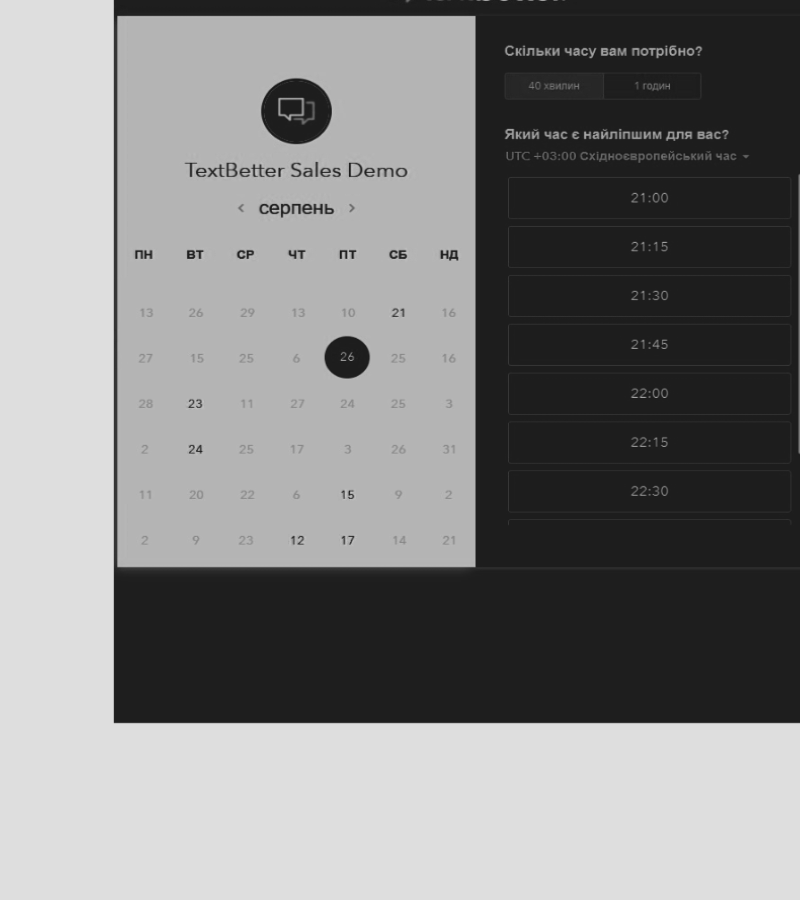 TextBetter Sales Demo
< серпень >
ПН ВТ СР ЧТ ПТ СБ НД
13 26 29 13 10 21 16
27 15 25 6 26 25 16
28 23 11 27 24 25 3
2 24 25 17 3 26 31
11 20 22 6 15 9 2
2 9 23 12 17 14 21
Скільки часу вам потрібно?
40 хвилин 1 годин
Який час є найліпшим для вас?
UTC +03:00 Східноєвропейський час
21:00
21:15
21:30
21:45
22:00
22:15
22:30